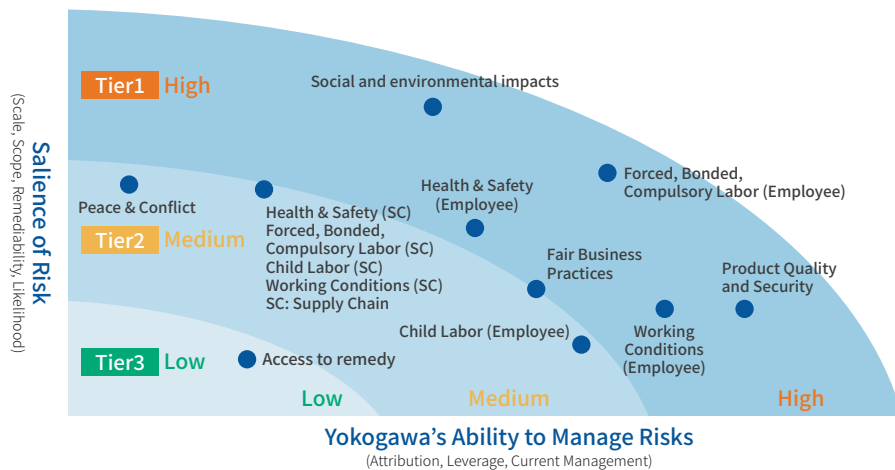 Tier1 High
Social and environmental impacts
Forced, Bonded,
Compulsory Labor (Employee)
Health & Safety
(Employee)
Peace & Conflict
Health & Safety (SC)
Forced, Bonded,
Compulsory Labor (SC)
Child Labor (SC)
Working Conditions (SC)
SC: Supply Chain
Tier2 Medium
Fair Business
Practices
Product Quality
and Security
Child Labor (Employee)
Working
Conditions
(Employee)
Tier3 Low
Access to remedy
Low
Medium
High
Salience of Risk
(Scale, Scope, Remediability, Likelihood)
Yokogawa's Ability to Manage Risks
(Attribution, Leverage, Current Management)